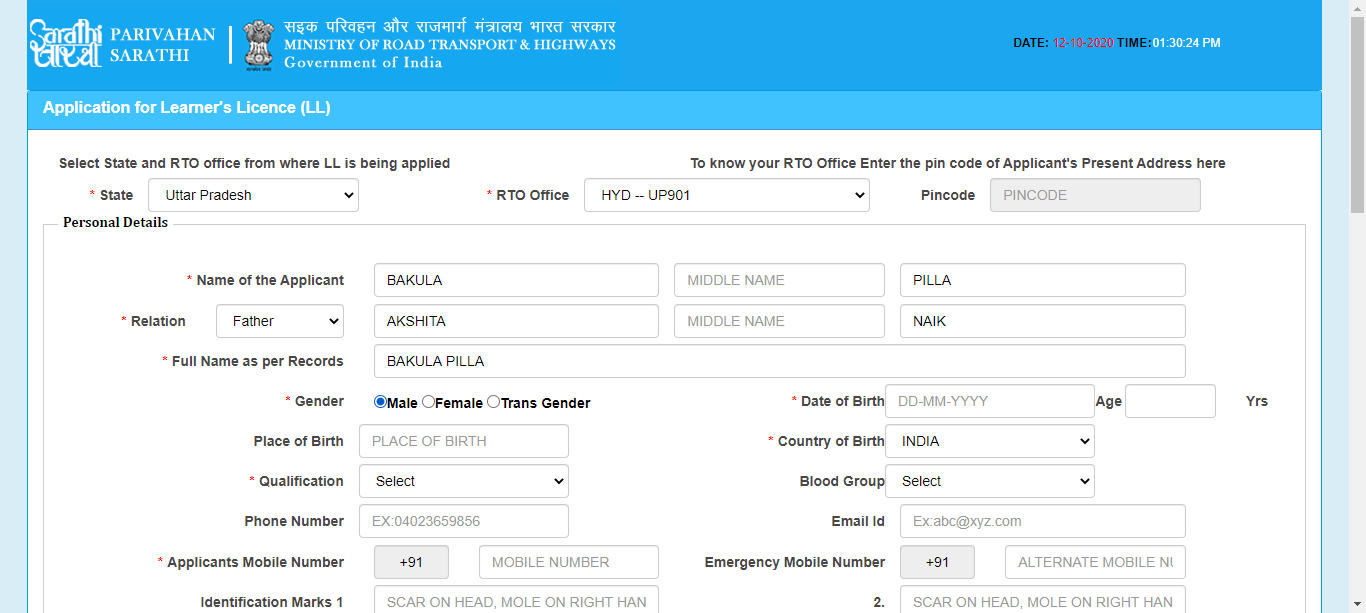 Sarathi सारथी PARIVAHAN SARATHI
सड़क परिवहन और राजमार्ग मंत्रालय भारत सरकार
MINISTRY OF ROAD TRANSPORT & HIGHWAYS
Government of India
DATE: 12-10-2020 TIME:01:30:24 PM
Application for Learner's Licence (LL)
Select State and RTO office from where LL is being applied To know your RTO Office Enter the pin code of Applicant's Present Address here
* State Uttar Pradesh * RTO Office HYD -- UP901 Pincode PINCODE
Personal Details
* Name of the Applicant BAKULA MIDDLE NAME PILLA
* Relation Father AKSHITA MIDDLE NAME NAIK
* Full Name as per Records BAKULA PILLA
* Gender Male Female Trans Gender * Date of Birth DD-MM-YYYY Age Yrs
Place of Birth PLACE OF BIRTH * Country of Birth INDIA
* Qualification Select Blood Group Select
Phone Number EX:04023659856 Email Id Ex:abc@xyz.com
* Applicants Mobile Number +91 MOBILE NUMBER Emergency Mobile Number +91 ALTERNATE MOBILE NU
Identification Marks 1 SCAR ON HEAD, MOLE ON RIGHT HAN 2. SCAR ON HEAD, MOLE ON RIGHT HAN